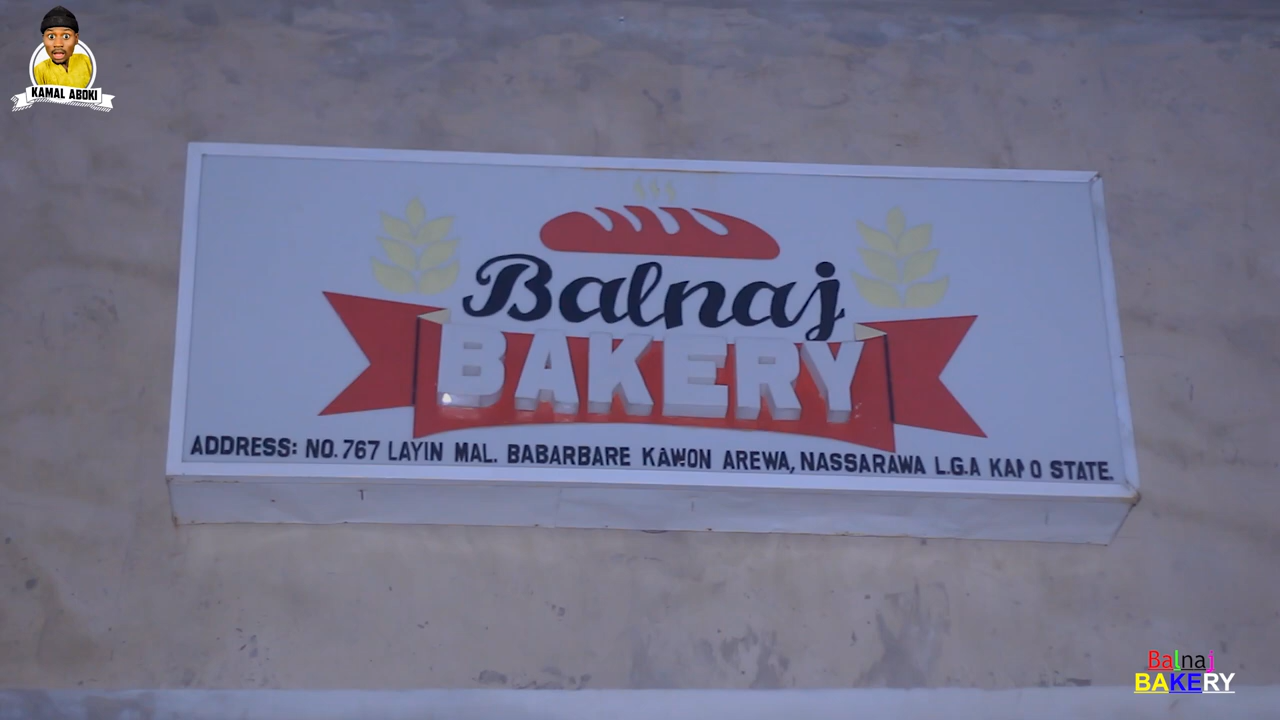 KAMAL ABOKI
Balnaj
BAKERY
ADDRESS: NO. 767 LAYIN MAL. BABARBARE KAWON AREWA, NASSARAWA L.G.A KANO STATE.
Balnaj
BAKERY